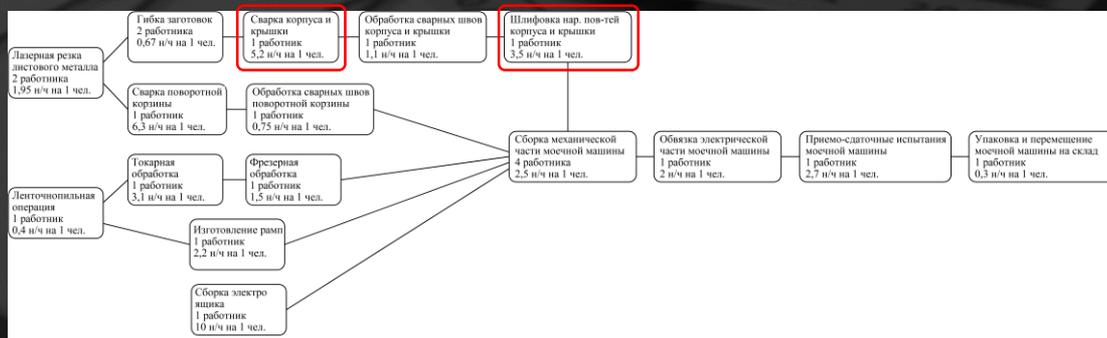 Гибка заготовок
2 работника
0,67 н/ч на 1 чел.
Сварка корпуса и
крышки
1 работник
5,2 н/ч на 1 чел.
Обработка сварных швов
корпуса и крышки
1 работник
1,1 н/ч на 1 чел.
Шлифовка нар. пов-тей
корпуса и крышки
1 работник
3,5 н/ч на 1 чел.
Лазерная резка
листового металла
2 работника
1,95 н/ч на 1 чел.
Сварка поворотной
корзины
1 работник
6,3 н/ч на 1 чел.
Обработка сварных швов
поворотной корзины
1 работник
0,75 н/ч на 1 чел.
Сборка механической
части моечной машины
4 работника
2,5 н/ч на 1 чел.
Обвязка электрической
части моечной машины
1 работник
2 н/ч на 1 чел.
Приемо-сдаточные испытания
моечной машины
1 работник
2,7 н/ч на 1 чел.
Упаковка и перемещение
моечной машины на склад
1 работник
0,3 н/ч на 1 чел.
Токарная
обработка
1 работник
3,1 н/ч на 1 чел.
Фрезерная
обработка
1 работник
1,5 н/ч на 1 чел.
Ленточнопильная
операция
1 работник
0,4 н/ч на 1 чел.
Изготовление рамп
1 работник
2,2 н/ч на 1 чел.
Сборка электро
ящика
1 работник
10 н/ч на 1 чел.